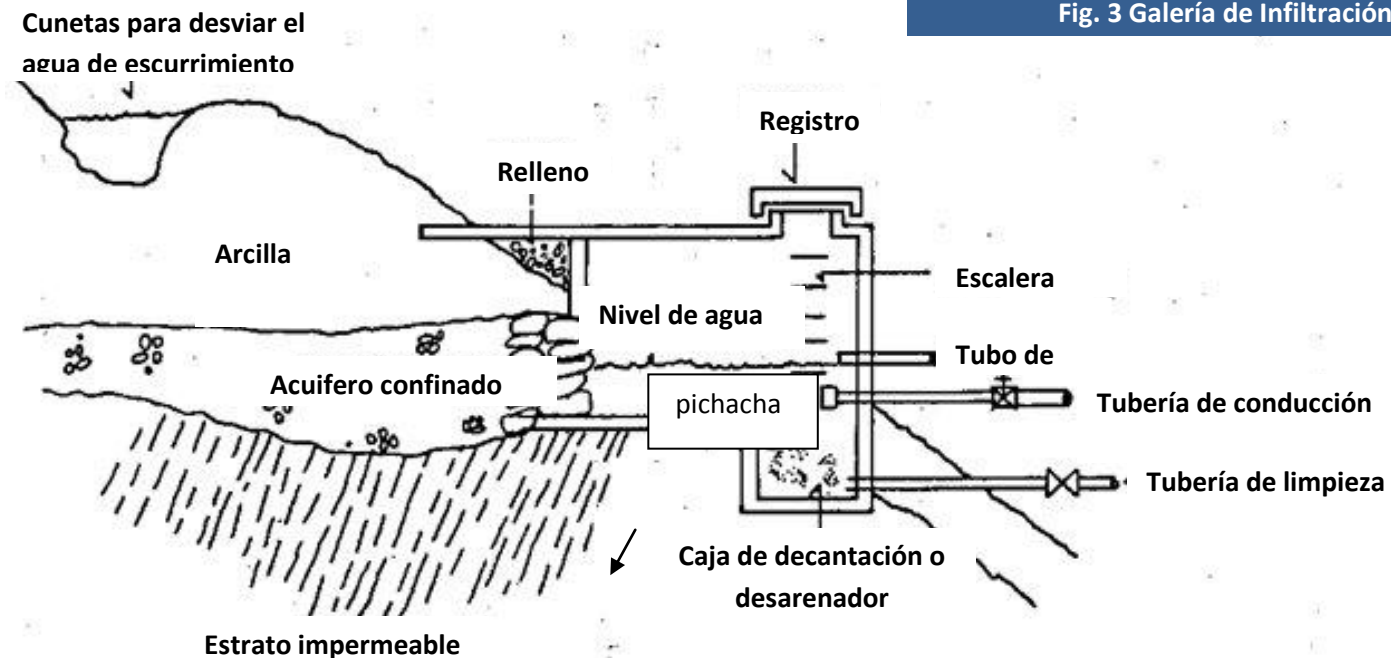 Fig. 3 Galería de Infiltración
Cunetas para desviar el
agua de escurrimiento
Registro
Relleno
Arcilla
Escalera
Nivel de agua
Tubo de
Acuifero confinado
pichacha
Tubería de conducción
Tubería de limpieza
Caja de decantación o
desarenador
Estrato impermeable